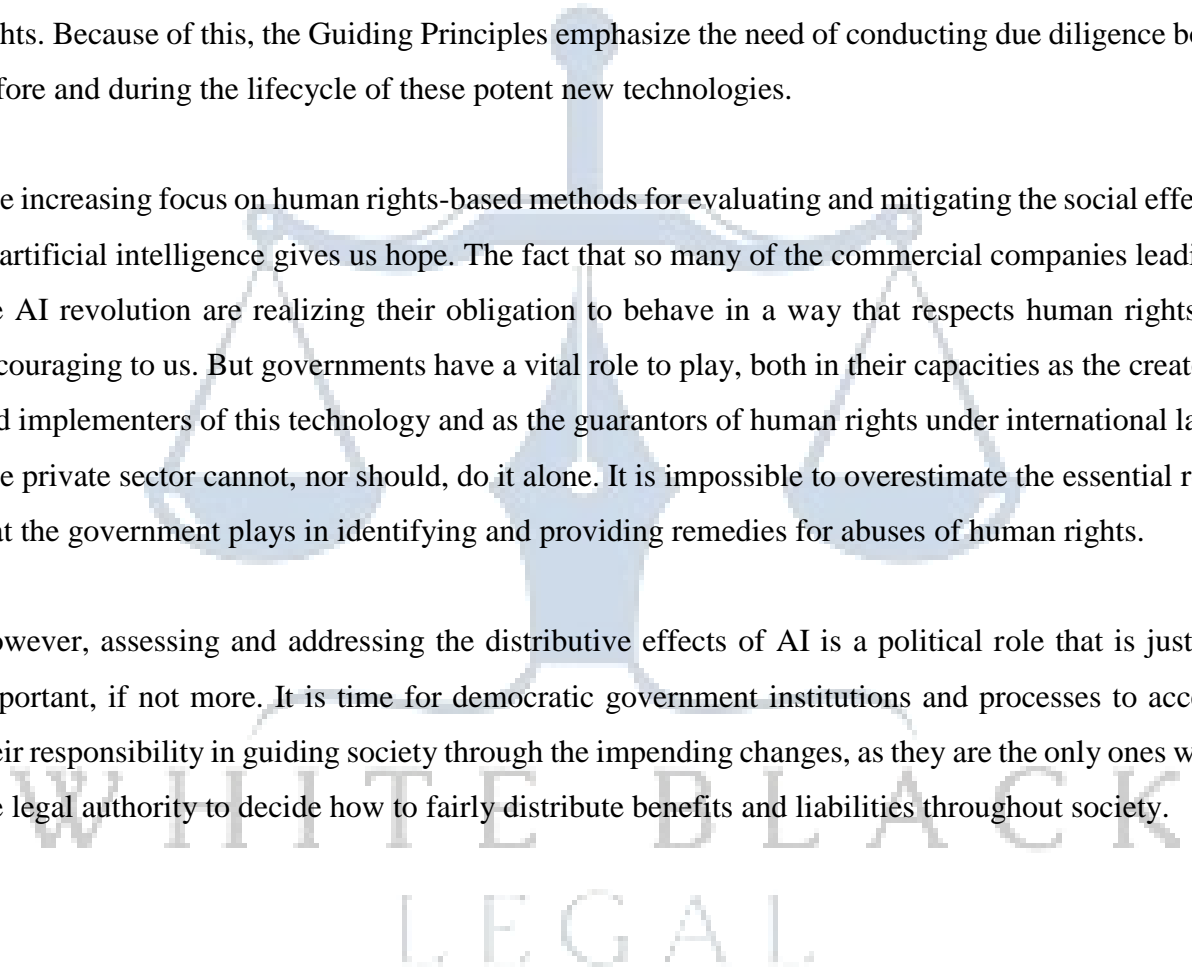 hts. Because of this, the Guiding Principles emphasize the need of conducting due diligence bo
fore and during the lifecycle of these potent new technologies.
e increasing focus on human rights-based methods for evaluating and mitigating the social effe
artificial intelligence gives us hope. The fact that so many of the commercial companies leadi
e AI revolution are realizing their obligation to behave in a way that respects human rights
couraging to us. But governments have a vital role to play, both in their capacities as the create
d implementers of this technology and as the guarantors of human rights under international la
e private sector cannot, nor should, do it alone. It is impossible to overestimate the essential r
at the government plays in identifying and providing remedies for abuses of human rights.
owever, assessing and addressing the distributive effects of AI is a political role that is just
portant, if not more. It is time for democratic government institutions and processes to acc
eir responsibility in guiding society through the impending changes, as they are the only ones w
e legal authority to decide how to fairly distribute benefits and liabilities throughout society.
WHITE BLACK
LEGAL